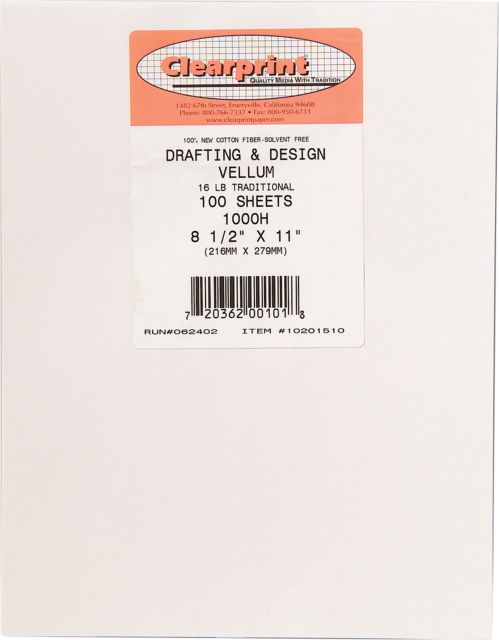 Clearprint®
QUALITY MEDIA WITH TRADITION
1482 67th Street, Emeryville, California 94608
Phone: 800-766-7337 • Fax: 800-950-6733
www.clearprintpaper.com
100% NEW COTTON FIBER-SOLVENT FREE
DRAFTING & DESIGN
VELLUM
16 LB TRADITIONAL
100 SHEETS
1000H
8 1/2" X 11"
(216MM X 279MM)
7 20362 00101 8
RUN#062402 ITEM #10201510